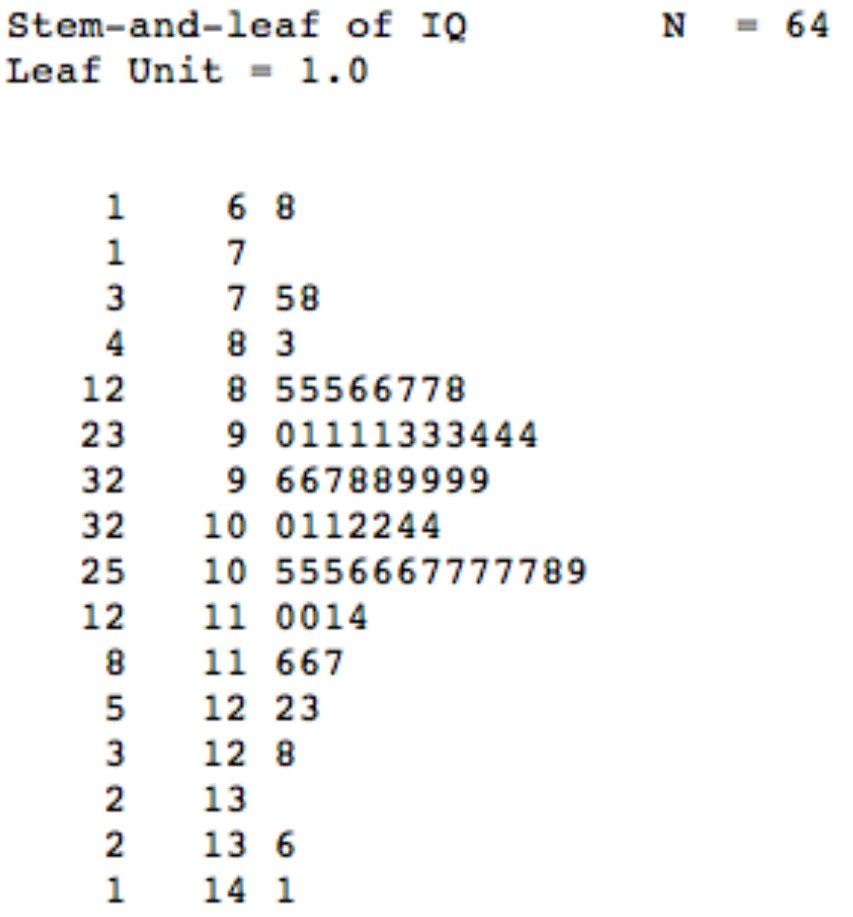 Stem-and-leaf of IQ N = 64
Leaf Unit = 1.0
1 6 8
1 7
3 7 58
4 8 3
12 8 55566778
23 9 01111333444
32 9 667889999
32 10 0112244
25 10 5556667777789
12 11 0014
8 11 667
5 12 23
3 12 8
2 13
2 13 6
1 14 1